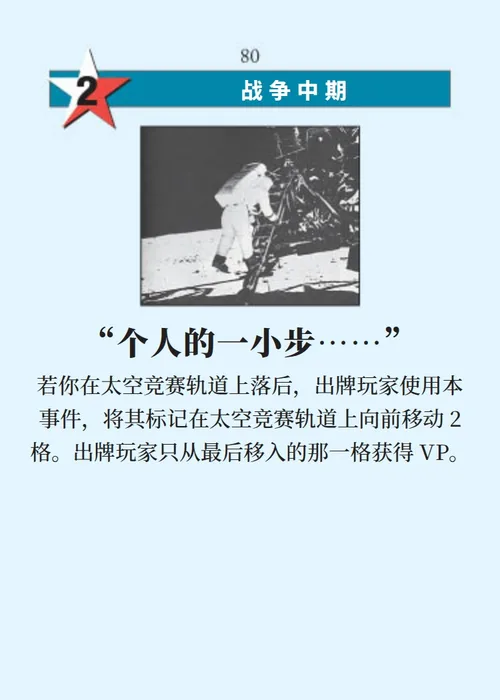 80
2
战争中期
“个人的一小步……”
若你在太空竞赛轨道上落后，出牌玩家使用本
事件，将其标记在太空竞赛轨道上向前移动 2
格。出牌玩家只从最后移入的那一格获得 VP。